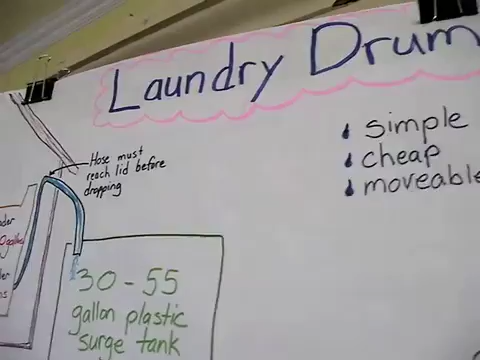 Laundry Drum
simple
cheap
moveable
Hose must
reach lid before
dropping
30 - 55
gallon plastic
surge tank